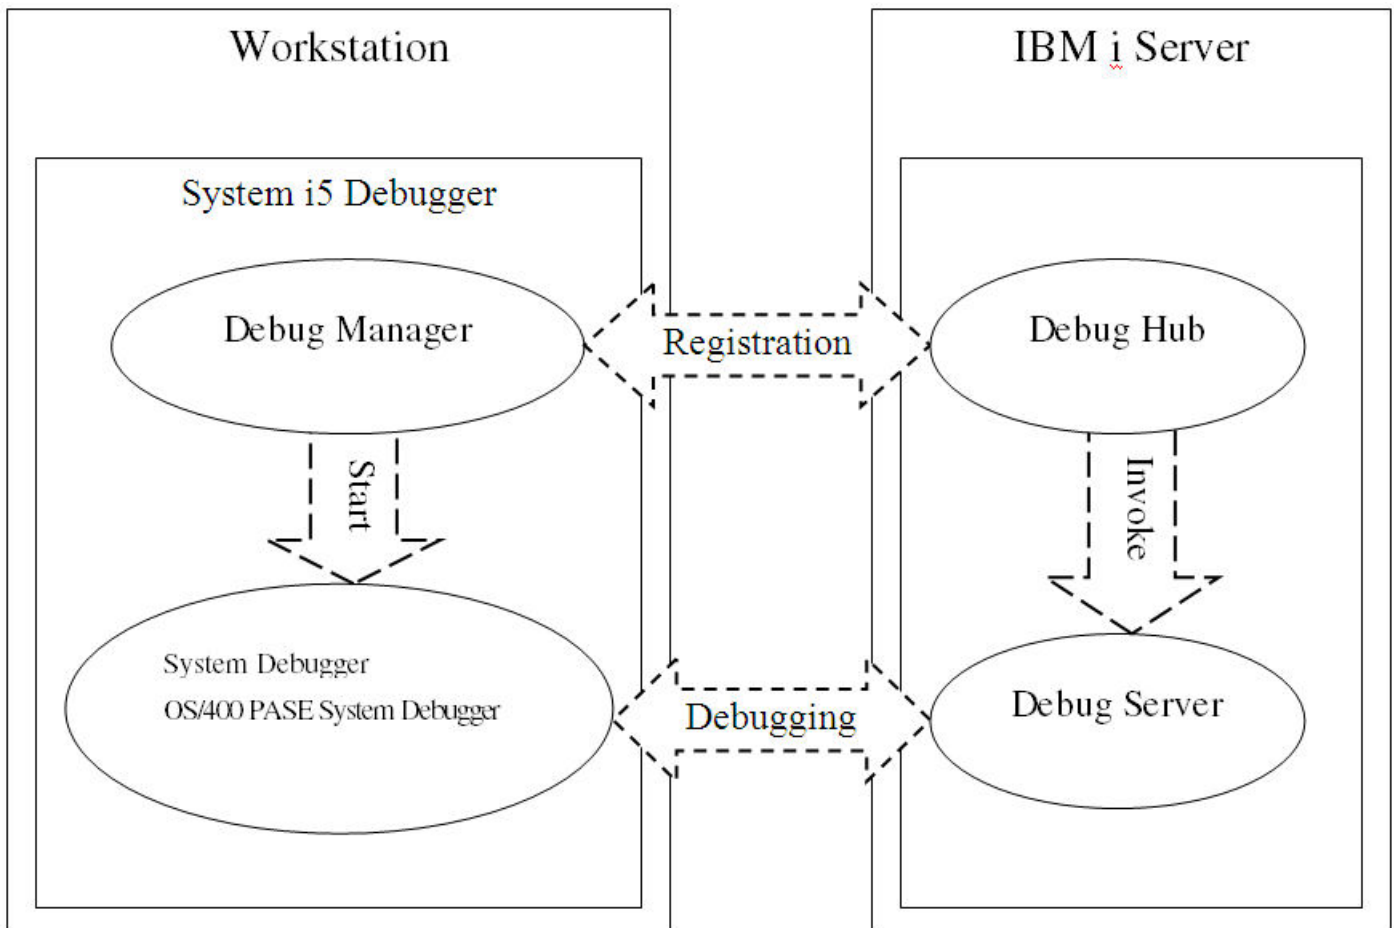 Workstation
IBM i Server
System i5 Debugger
Debug Manager
Registration
Debug Hub
Start
Invoke
System Debugger
OS/400 PASE System Debugger
Debugging
Debug Server